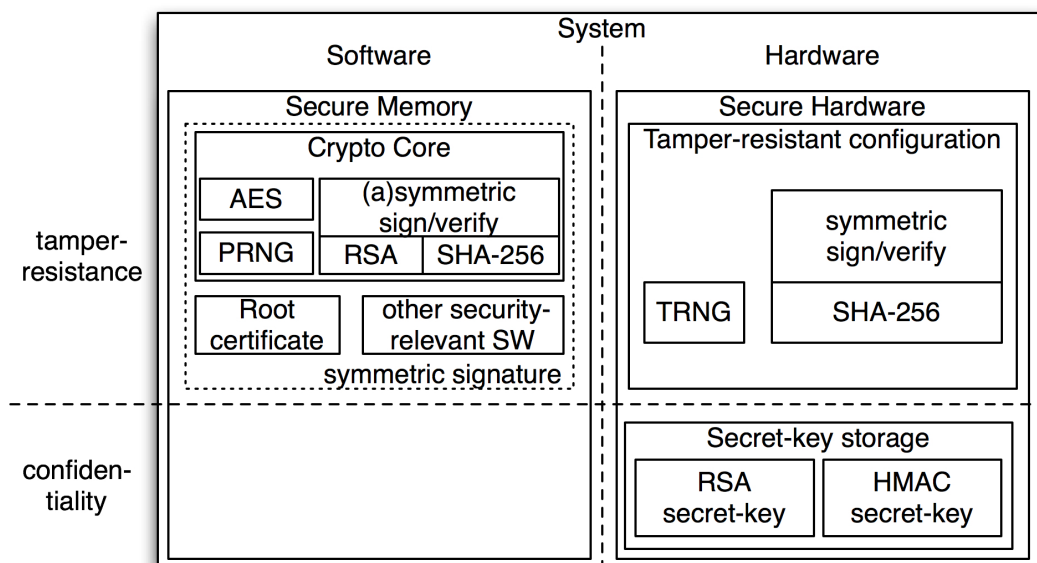 System
Software
Hardware
Secure Memory
Secure Hardware
Crypto Core
Tamper-resistant configuration
AES
(a)symmetric
sign/verify
PRNG
RSA
SHA-256
symmetric
sign/verify
TRNG
SHA-256
tamper-
resistance
Root
certificate
other security-
relevant SW
symmetric signature
confiden-
tiality
Secret-key storage
RSA
secret-key
HMAC
secret-key